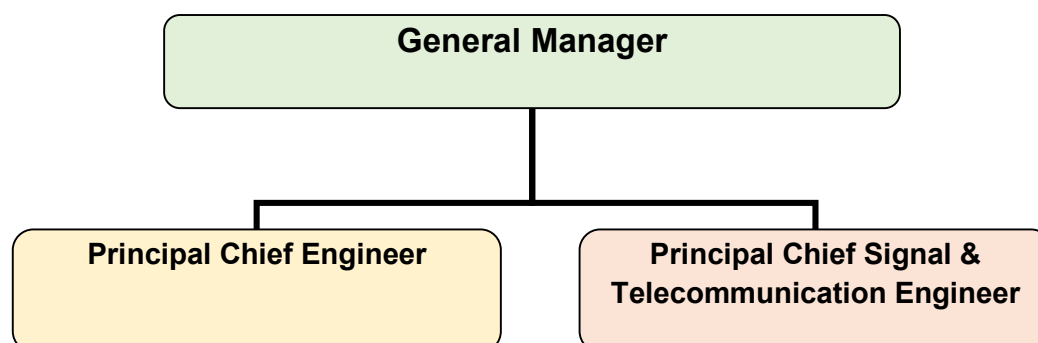 General Manager
Principal Chief Engineer
Principal Chief Signal &
Telecommunication Engineer